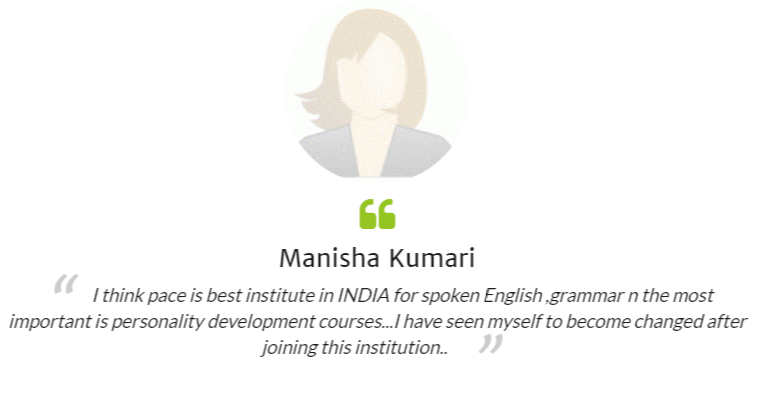 Manisha Kumari
“ I think pace is best institute in INDIA for spoken English ,grammar n the most
important is personality development courses...I have seen myself to become changed after
joining this institution.. ”